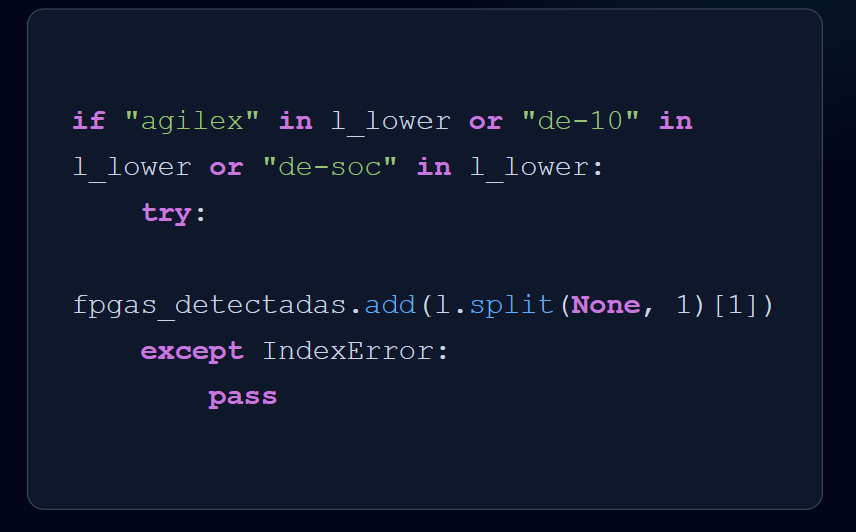 if "agilex" in l_lower or "de-10" in
l_lower or "de-soc" in l_lower:
    try:

fpgas_detectadas.add(l.split(None, 1)[1])
    except IndexError:
        pass